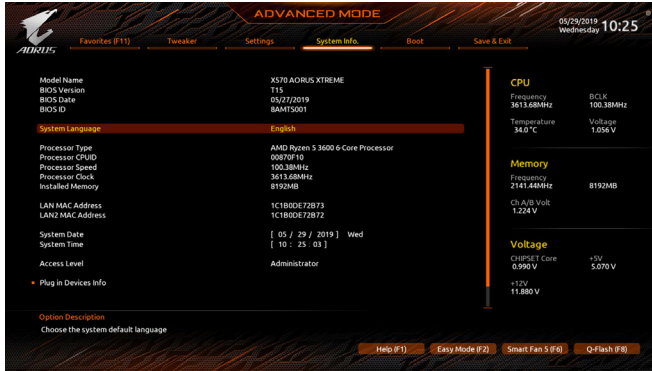 ADVANCED MODE
05/29/2019 Wednesday 10:25
AORUS
Favorites (F11) Tweaker Settings System Info. Boot Save & Exit
Model Name X570 AORUS XTREME
BIOS Version T15
BIOS Date 05/27/2019
BIOS ID 8AMTS001
System Language English
Processor Type AMD Ryzen 5 3600 6-Core Processor
Processor CPUID 00870F10
Processor Speed 100.38MHz
Processor Clock 3613.68MHz
Installed Memory 8192MB
LAN MAC Address 1C1B0DE72B73
LAN2 MAC Address 1C1B0DE72B72
System Date [ 05 / 29 / 2019 ] Wed
System Time [ 10 : 25 : 03 ]
Access Level Administrator
Plug in Devices Info
CPU
Frequency BCLK
3613.68MHz 100.38MHz
Temperature Voltage
34.0 °C 1.056 V
Memory
Frequency
2141.44MHz 8192MB
Ch A/B Volt
1.224 V
Voltage
CHIPSET Core +5V
0.990 V 5.070 V
+12V
11.880 V
Option Description
Choose the system default language
Help (F1) Easy Mode (F2) Smart Fan 5 (F6) Q-Flash (F8)